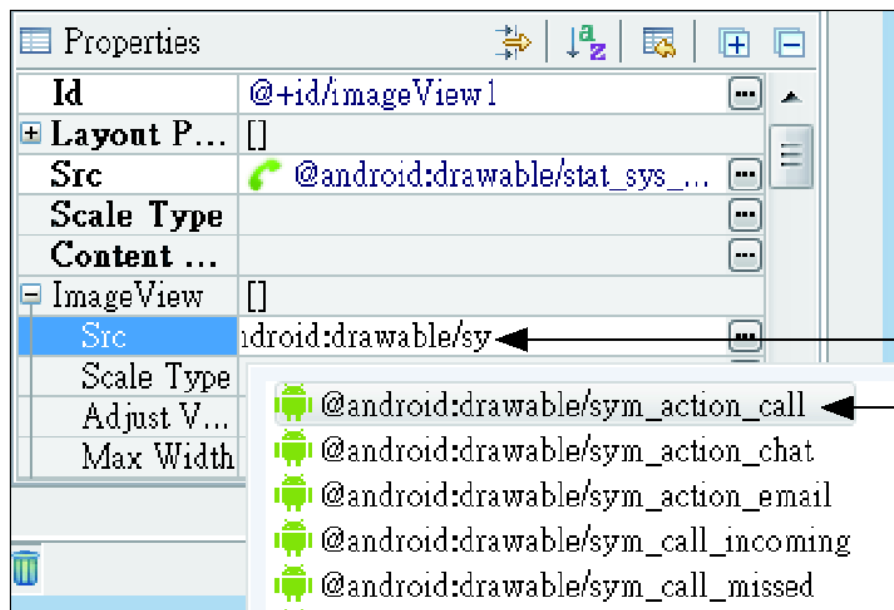 Properties
Id @+id/imageView1
Layout P... []
Src @android:drawable/stat_sys_...
Scale Type
Content ...
ImageView []
Src ndroid:drawable/sy
Scale Type
@android:drawable/sym_action_call
Adjust V...
@android:drawable/sym_action_chat
Max Width
@android:drawable/sym_action_email
@android:drawable/sym_call_incoming
@android:drawable/sym_call_missed